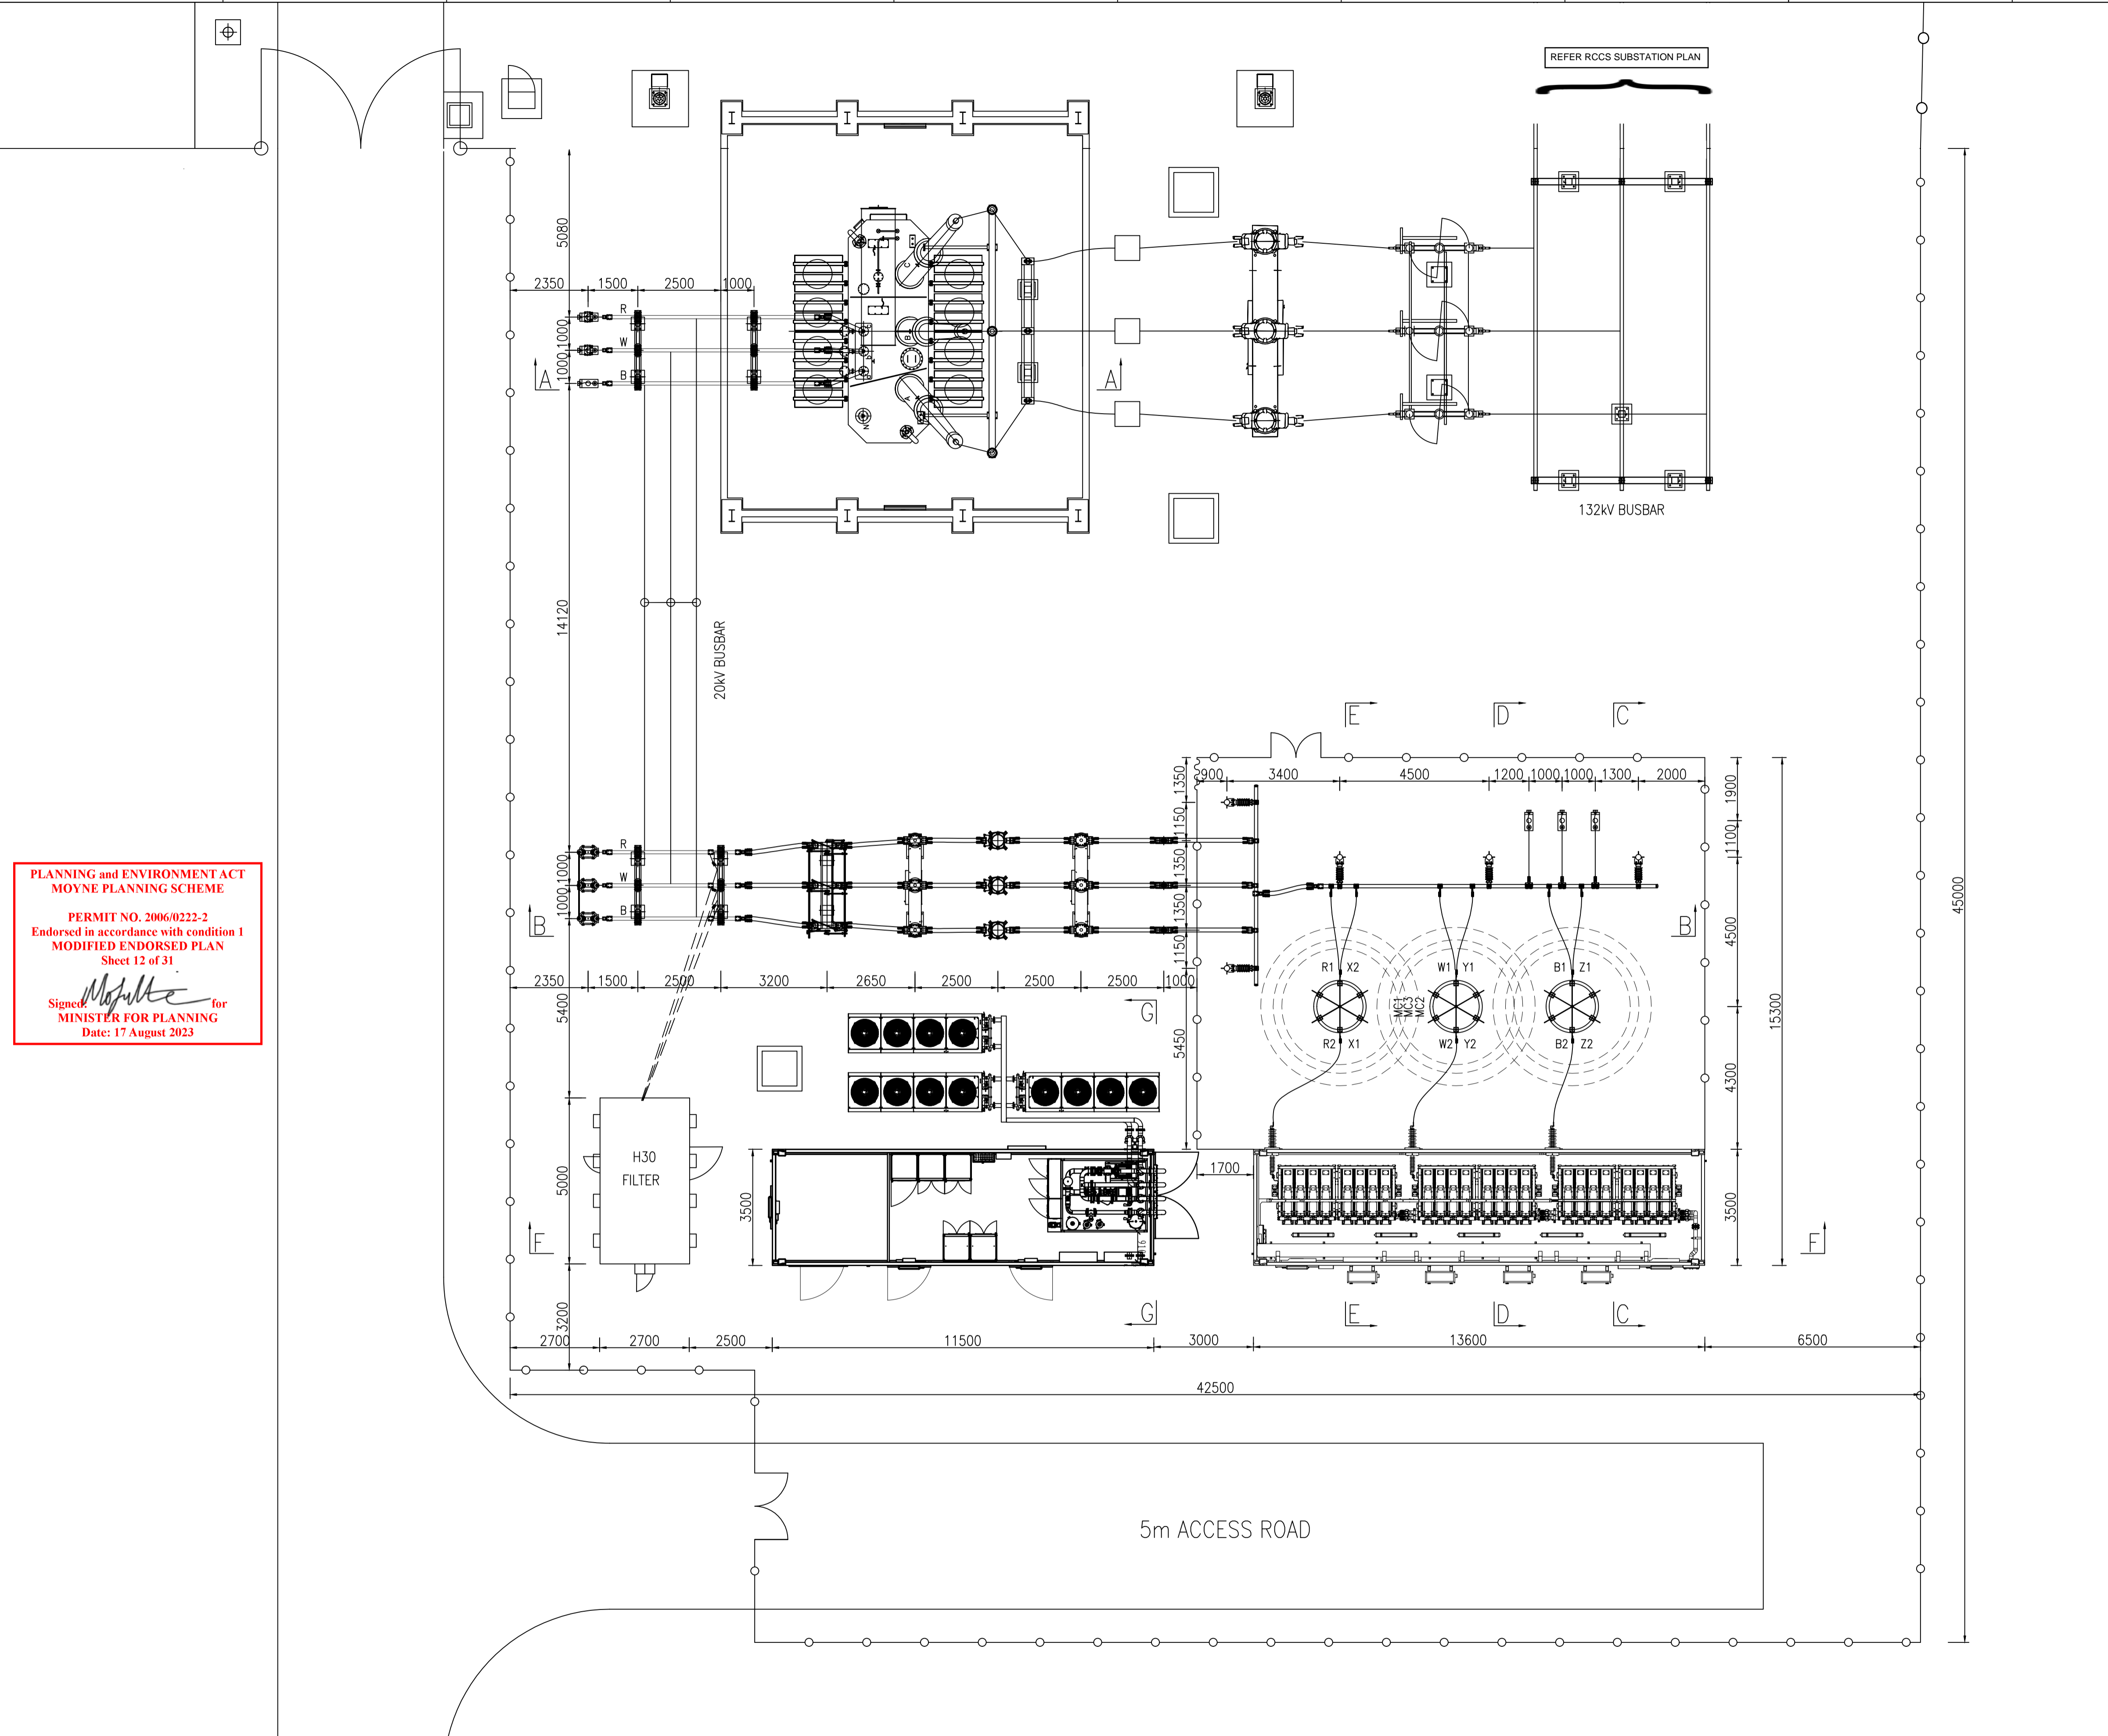 REFER RCCS SUBSTATION PLAN
5080
2350
1500
2500
1000
R
W
B
1000
1000
A
A
C
B
A
N
132kV BUSBAR
14120
20kV BUSBAR
E
D
C
1350
900
3400
4500
1200
1000
1000
1300
2000
1900
1150
1100
R
W
B
1000
1000
1350
1350
1150
B
B
4500
45000
2350
1500
2500
3200
2650
2500
2500
2500
1000
5400
G
5450
R1
X2
W1
Y1
B1
Z1
MC1
MC3
MC2
R2
X1
W2
Y2
B2
Z2
15300
4300
PLANNING and ENVIRONMENT ACT
MOYNE PLANNING SCHEME
PERMIT NO. 2006/0222-2
Endorsed in accordance with condition 1
MODIFIED ENDORSED PLAN
Sheet 12 of 31
Signed: for
MINISTER FOR PLANNING
Date: 17 August 2023
H30
FILTER
5000
3500
1700
3500
F
F
3200
G
E
D
C
2700
2700
2500
11500
3000
13600
6500
42500
5m ACCESS ROAD